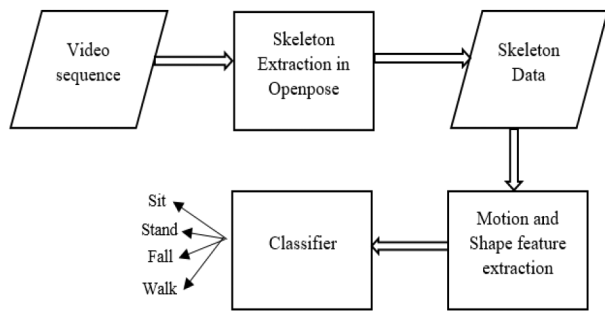 Video
sequence
Skeleton
Extraction in
Openpose
Skeleton
Data
Motion and
Shape feature
extraction
Classifier
Sit
Stand
Fall
Walk